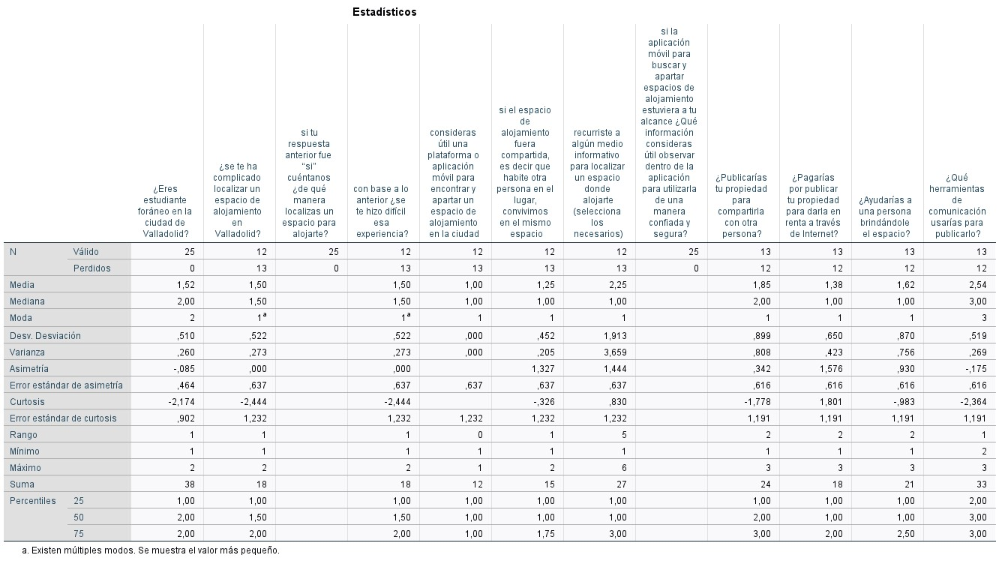 Estadísticos
¿Eres estudiante foráneo en la ciudad de Valladolid?
¿se te ha complicado localizar un espacio de alojamiento en Valladolid?
si tu respuesta anterior fue “si” cuéntanos ¿de qué manera localizas un espacio para alojarte?
con base a lo anterior ¿se te hizo difícil esa experiencia?
consideras útil una plataforma o aplicación móvil para encontrar y apartar un espacio de alojamiento en la ciudad
si el espacio de alojamiento fuera compartida, es decir que habite otra persona en el lugar, convivimos en el mismo espacio
recurriste a algún medio informativo para localizar un espacio donde alojarte (selecciona los necesarios)
si la aplicación móvil para buscar y apartar espacios de alojamiento estuviera a tu alcance ¿Qué información consideras útil observar dentro de la aplicación para utilizarla de una manera confiada y segura?
¿Publicarías tu propiedad para compartirla con otra persona?
¿Pagarías por publicar tu propiedad para darla en renta a través de Internet?
¿Ayudarías a una persona brindándole el espacio?
¿Qué herramientas de comunicación usarías para publicarlo?
N Válido 25 12 25 12 12 12 12 25 13 13 13 13
Perdidos 0 13 0 13 13 13 13 0 12 12 12 12
Media 1,52 1,50 1,50 1,00 1,25 2,25 1,85 1,38 1,62 2,54
Mediana 2,00 1,50 1,50 1,00 1,00 1,00 2,00 1,00 1,00 3,00
Moda 2 1a 1a 1 1 1 1 1 1 3
Desv. Desviación ,510 ,522 ,522 ,000 ,452 1,913 ,899 ,650 ,870 ,519
Varianza ,260 ,273 ,273 ,000 ,205 3,659 ,808 ,423 ,756 ,269
Asimetría -,085 ,000 ,000 1,327 1,444 ,342 1,576 ,930 -,175
Error estándar de asimetría ,464 ,637 ,637 ,637 ,637 ,637 ,616 ,616 ,616 ,616
Curtosis -2,174 -2,444 -2,444 -,326 ,830 -1,778 1,801 -,983 -2,364
Error estándar de curtosis ,902 1,232 1,232 1,232 1,232 1,232 1,191 1,191 1,191 1,191
Rango 1 1 1 0 1 5 2 2 2 1
Mínimo 1 1 1 1 1 1 1 1 1 2
Máximo 2 2 2 1 2 6 3 3 3 3
Suma 38 18 18 12 15 27 24 18 21 33
Percentiles 25 1,00 1,00 1,00 1,00 1,00 1,00 1,00 1,00 1,00 2,00
50 2,00 1,50 1,50 1,00 1,00 1,00 2,00 1,00 1,00 3,00
75 2,00 2,00 2,00 1,00 1,75 3,00 3,00 2,00 2,50 3,00
a. Existen múltiples modos. Se muestra el valor más pequeño.